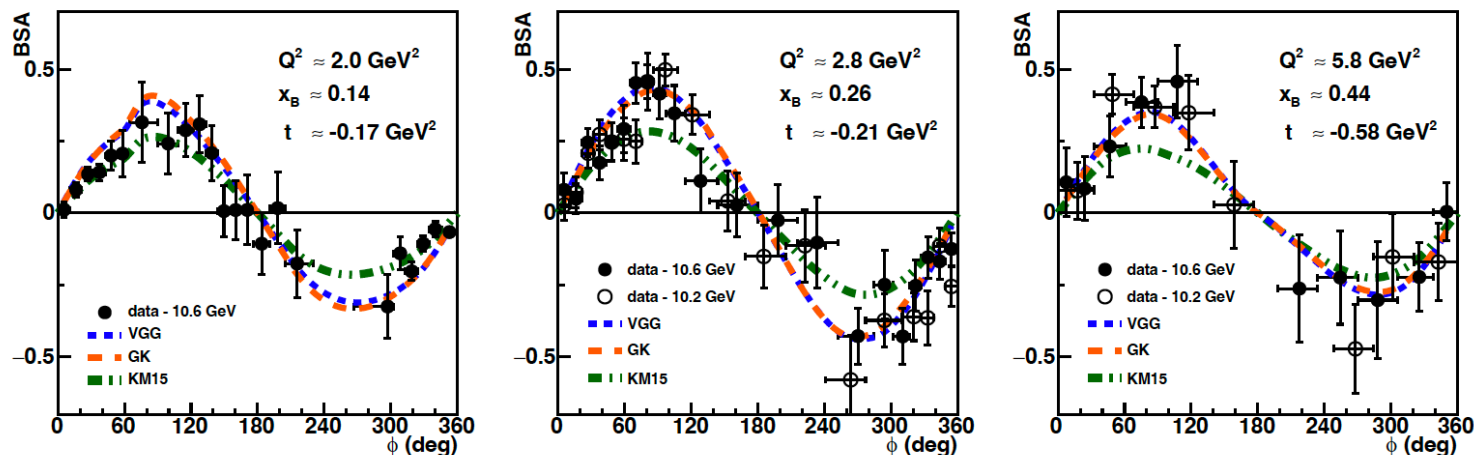 BSA
Q² ≈ 2.0 GeV²
x_B ≈ 0.14
t ≈ -0.17 GeV²
0.5
0
−0.5
data - 10.6 GeV
VGG
GK
KM15
0 60 120 180 240 300 360
ϕ (deg)
BSA
Q² ≈ 2.8 GeV²
x_B ≈ 0.26
t ≈ -0.21 GeV²
0.5
0
−0.5
data - 10.6 GeV
data - 10.2 GeV
VGG
GK
KM15
0 60 120 180 240 300 360
ϕ (deg)
BSA
Q² ≈ 5.8 GeV²
x_B ≈ 0.44
t ≈ -0.58 GeV²
0.5
0
−0.5
data - 10.6 GeV
data - 10.2 GeV
VGG
GK
KM15
0 60 120 180 240 300 360
ϕ (deg)